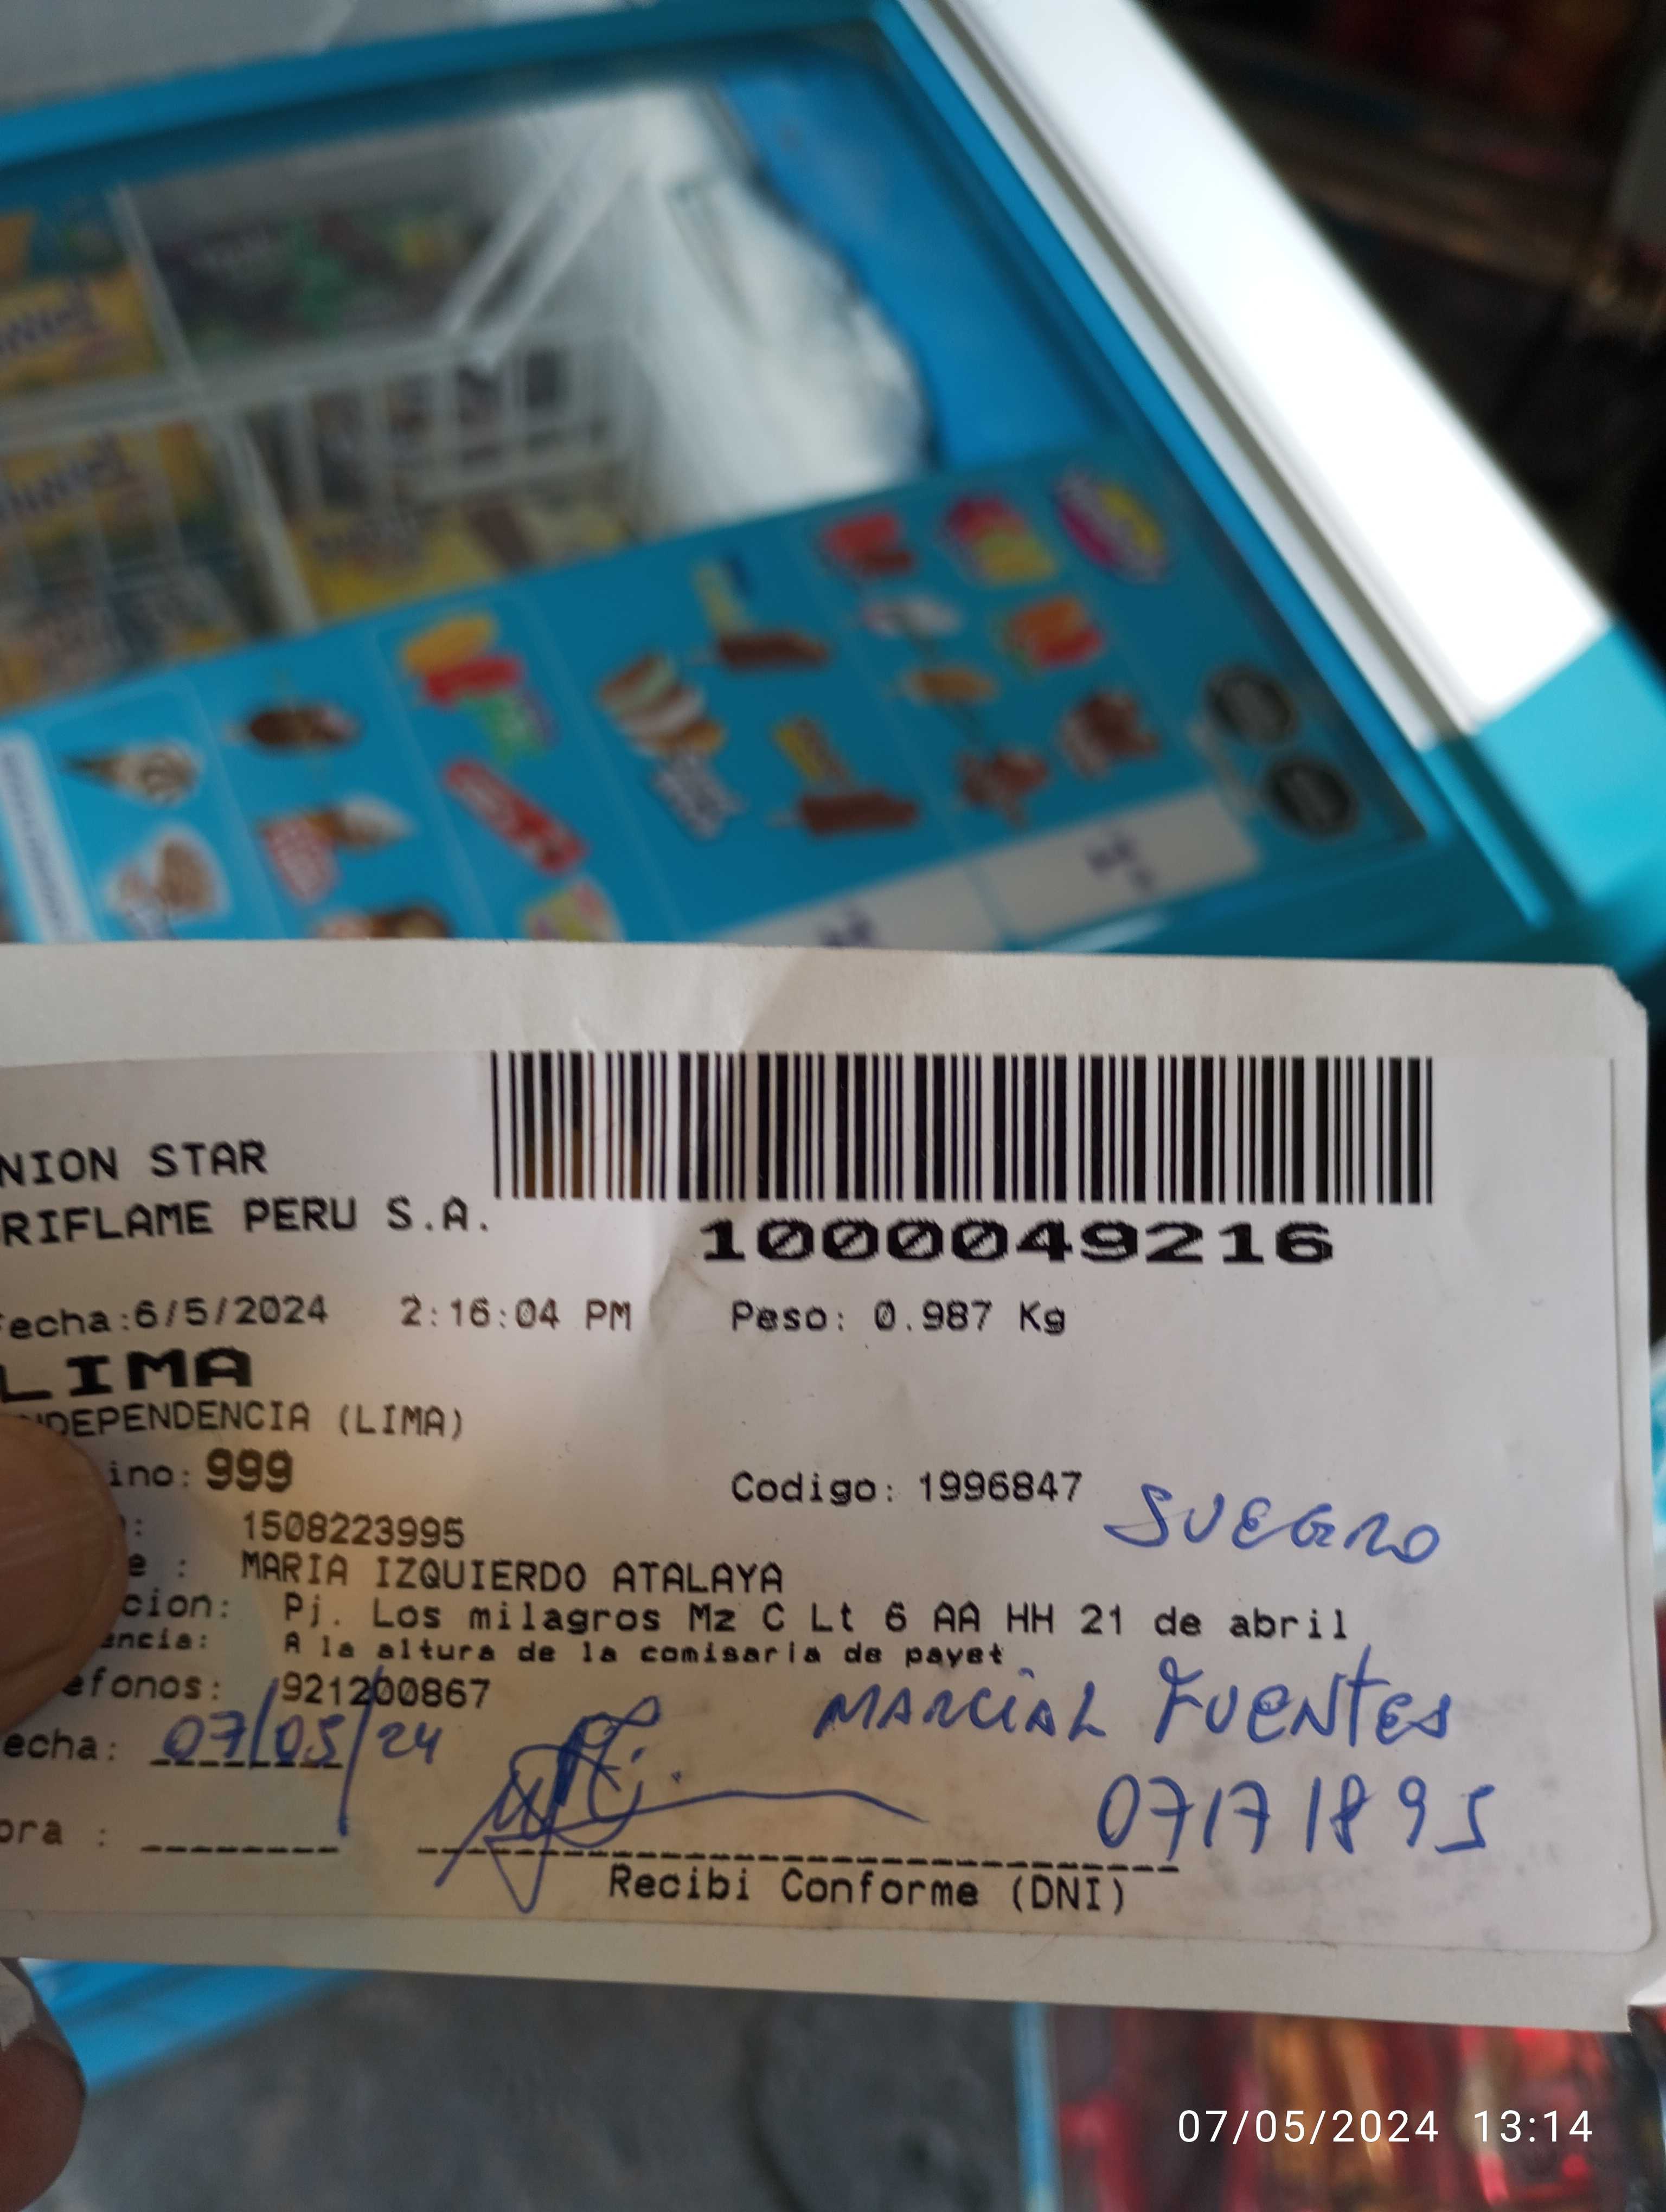 NION STAR
RIFLAME PERU S.A.
1000049216
Fecha:6/5/2024 2:16:04 PM Peso: 0.987 Kg
LIMA
NDEPENDENCIA (LIMA)
ino: 999
Codigo: 1996847
SUEGRO
: 1508223995
e : MARIA IZQUIERDO ATALAYA
cion: Pj. Los milagros Mz C Lt 6 AA HH 21 de abril
encia: A la altura de la comisaria de payet
efonos: 921200867
MARCIAL FUENTES
echa: 07/05/24
07171895
ora :
Recibi Conforme (DNI)
07/05/2024 13:14